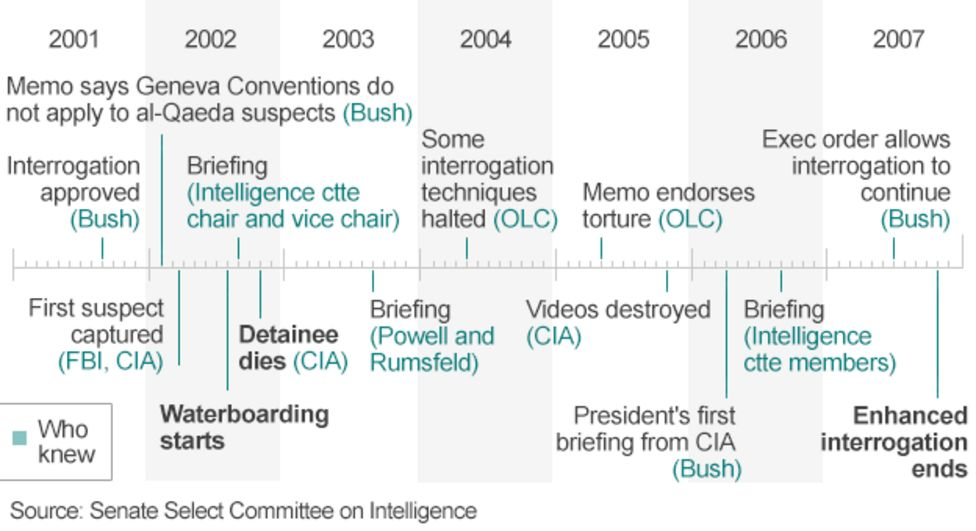 2001 2002 2003 2004 2005 2006 2007
Memo says Geneva Conventions do
not apply to al-Qaeda suspects (Bush)
Interrogation
approved
(Bush)
Briefing
(Intelligence ctte
chair and vice chair)
Some
interrogation
techniques
halted (OLC)
Memo endorses
torture (OLC)
Exec order allows
interrogation to
continue
(Bush)
First suspect
captured
(FBI, CIA)
Waterboarding
starts
Detainee
dies (CIA)
Briefing
(Powell and
Rumsfeld)
Videos destroyed
(CIA)
President's first
briefing from CIA
(Bush)
Briefing
(Intelligence
ctte members)
Enhanced
interrogation
ends
Who
knew
Source: Senate Select Committee on Intelligence